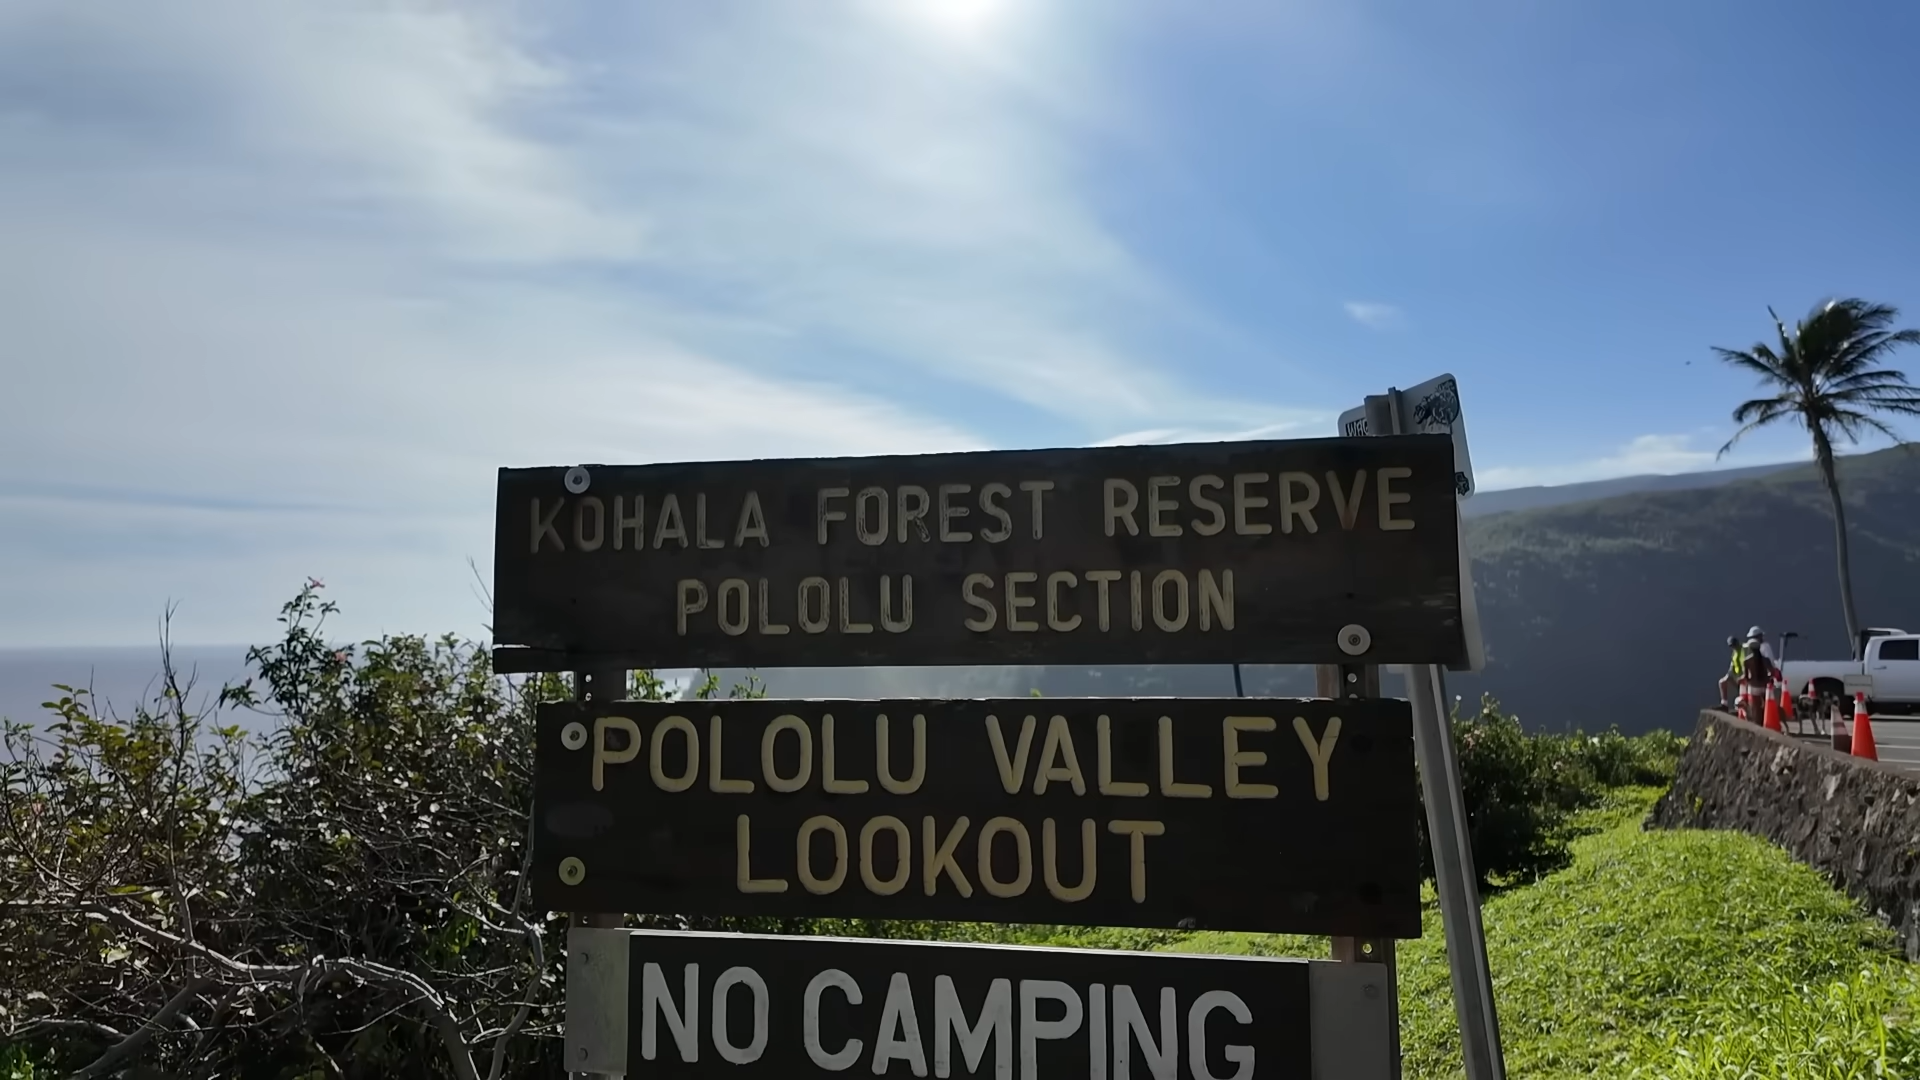 KOHALA FOREST RESERVE
POLOLU SECTION
POLOLU VALLEY
LOOKOUT
NO CAMPING